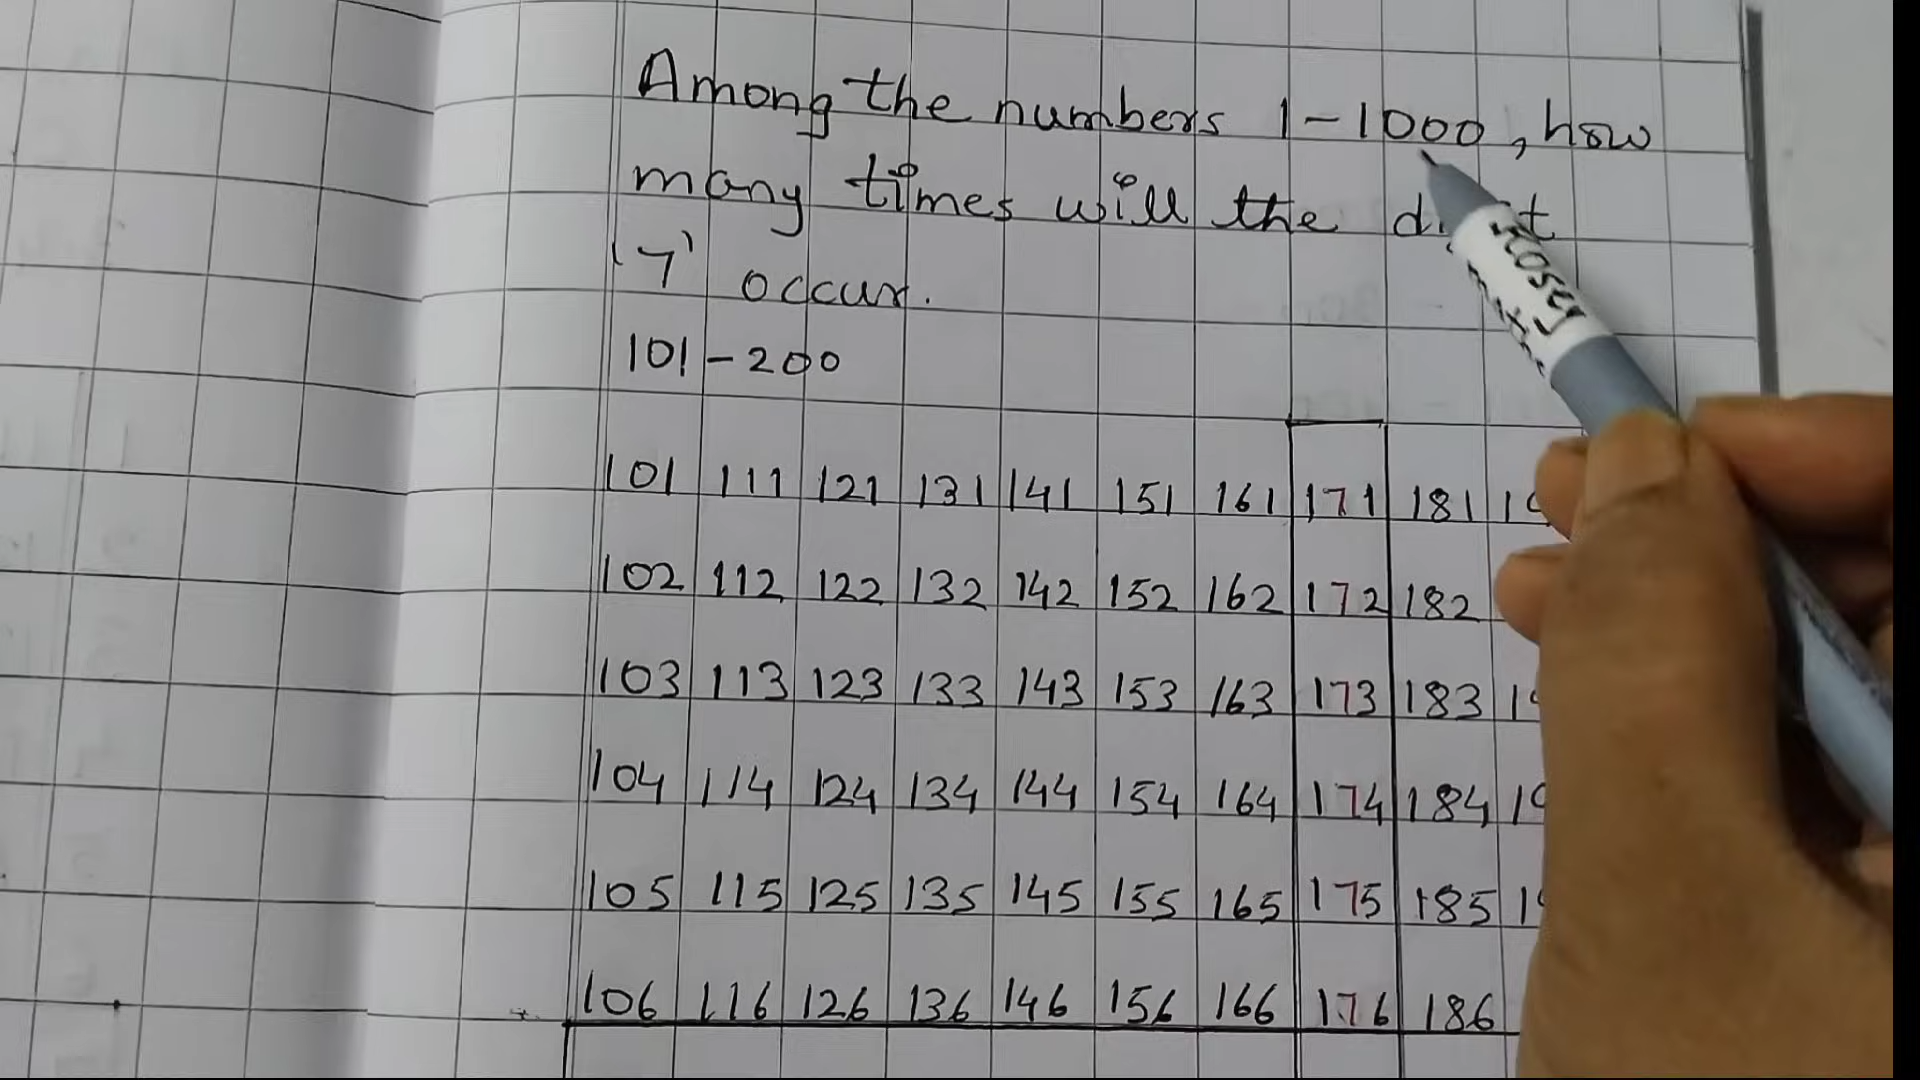 Among the numbers 1-1000, how
many times will the
'7' occur.
101-200
101 111 121 131 141 151 161 171 181
102 112 122 132 142 152 162 172 182
103 113 123 133 143 153 163 173 183
104 114 124 134 144 154 164 174 184
105 115 125 135 145 155 165 175 185
106 116 126 136 146 156 166 176 186